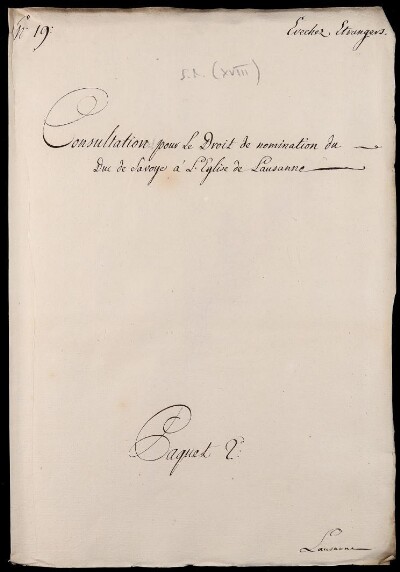 N.º 19.
Evechez Etrangers.
s.d. (XVIII)
Consultation pour Le Droit de nomination du
Duc de Savoye à L'Eglise de Lausanne
Paquet 2.º
Lausanne